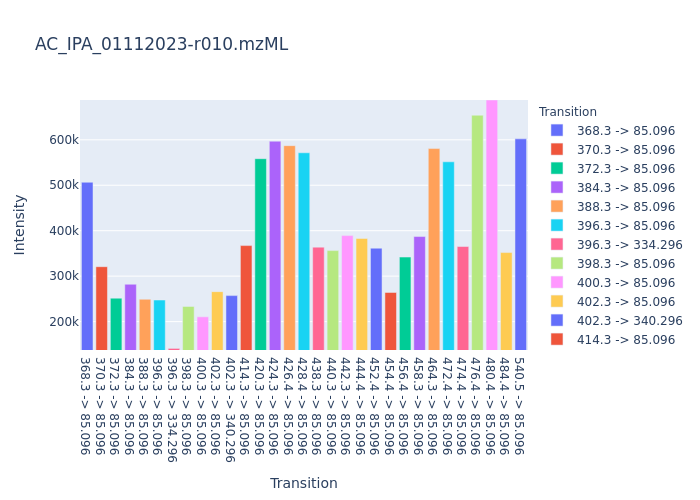 AC_IPA_01112023-r010.mzML
Intensity
600k
500k
400k
300k
200k
368.3 -> 85.096
370.3 -> 85.096
372.3 -> 85.096
384.3 -> 85.096
388.3 -> 85.096
396.3 -> 85.096
396.3 -> 334.296
398.3 -> 85.096
400.3 -> 85.096
402.3 -> 85.096
402.3 -> 340.296
414.3 -> 85.096
420.3 -> 85.096
424.3 -> 85.096
426.4 -> 85.096
428.4 -> 85.096
438.3 -> 85.096
440.3 -> 85.096
442.3 -> 85.096
444.4 -> 85.096
452.4 -> 85.096
454.4 -> 85.096
456.4 -> 85.096
458.3 -> 85.096
464.3 -> 85.096
472.4 -> 85.096
474.4 -> 85.096
476.4 -> 85.096
480.4 -> 85.096
484.4 -> 85.096
540.5 -> 85.096
Transition
Transition
368.3 -> 85.096
370.3 -> 85.096
372.3 -> 85.096
384.3 -> 85.096
388.3 -> 85.096
396.3 -> 85.096
396.3 -> 334.296
398.3 -> 85.096
400.3 -> 85.096
402.3 -> 85.096
402.3 -> 340.296
414.3 -> 85.096